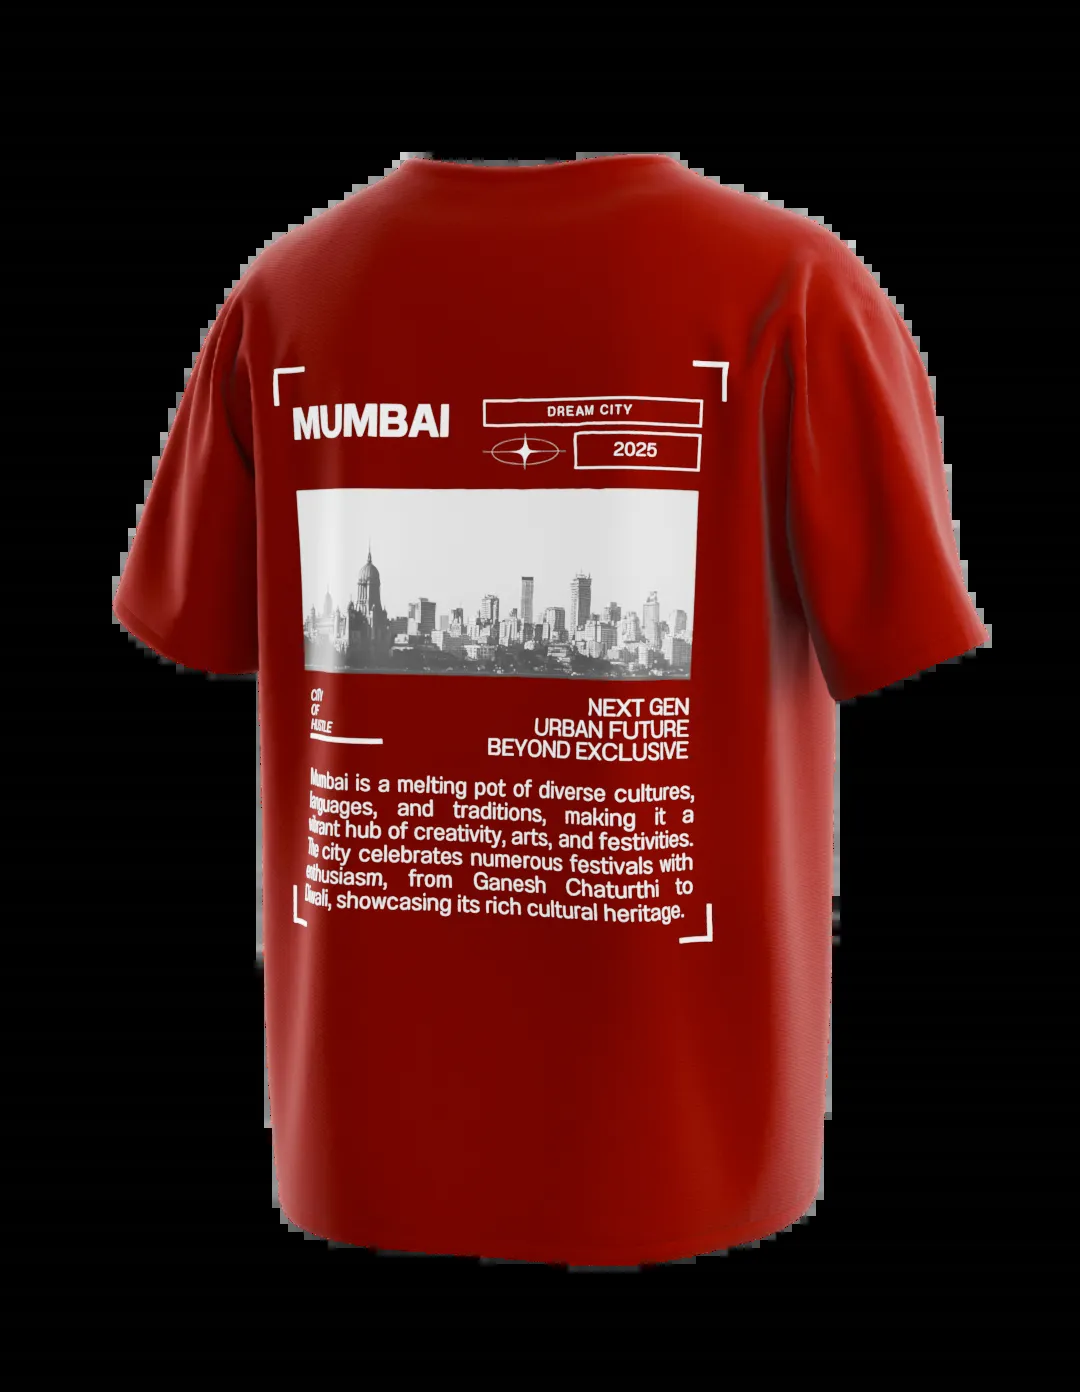 MUMBAI
DREAM CITY
2025
CITY
OF
HUSTLE
NEXT GEN
URBAN FUTURE
BEYOND EXCLUSIVE
Mumbai is a melting pot of diverse cultures,
languages, and traditions, making it a
vibrant hub of creativity, arts, and festivities.
The city celebrates numerous festivals with
enthusiasm, from Ganesh Chaturthi to
Diwali, showcasing its rich cultural heritage.